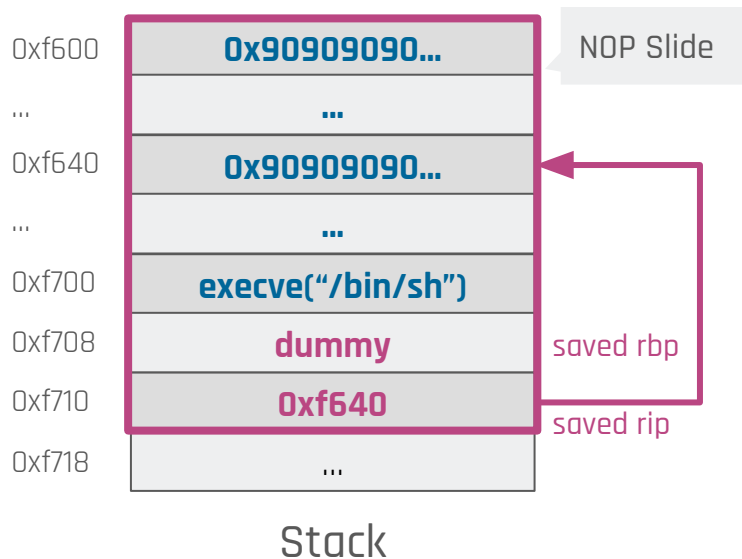 0xf600 0x90909090... NOP Slide
... ...
0xf640 0x90909090...
... ...
0xf700 execve(“/bin/sh”)
0xf708 dummy saved rbp
0xf710 0xf640 saved rip
0xf718 ...
Stack